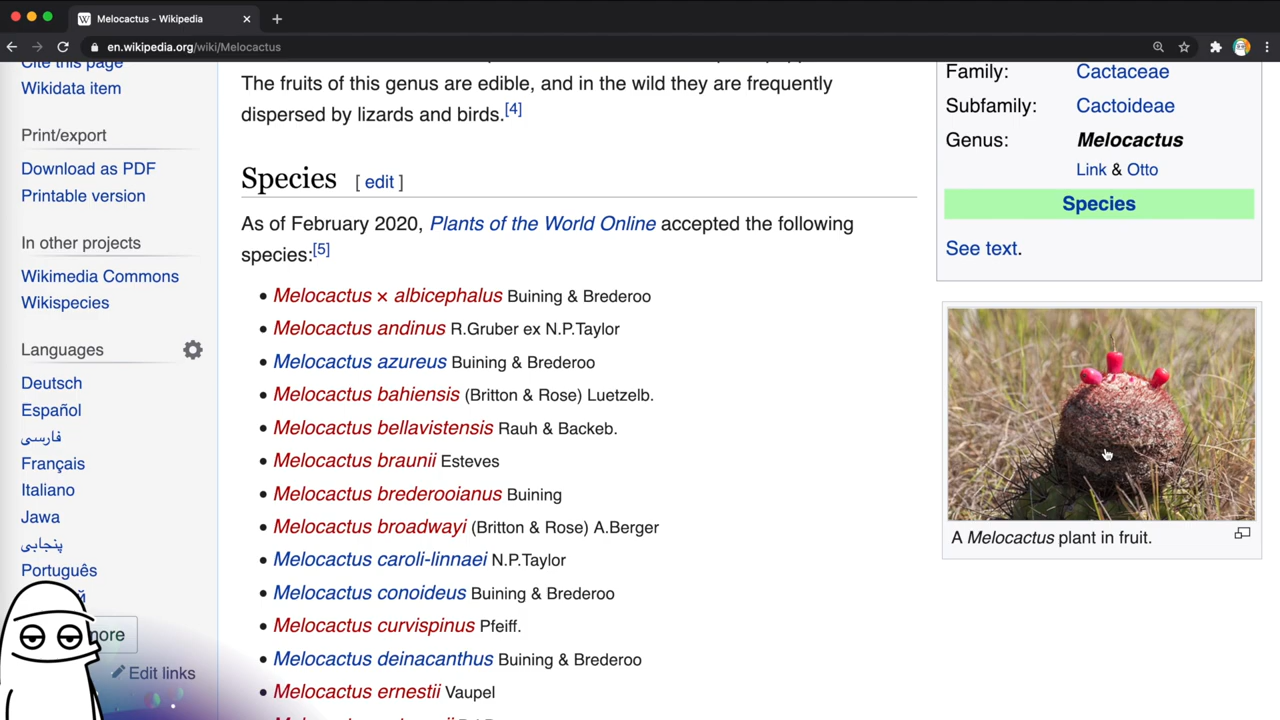 Melocactus - Wikipedia
en.wikipedia.org/wiki/Melocactus
Cite this page
Wikidata item
Print/export
Download as PDF
Printable version
In other projects
Wikimedia Commons
Wikispecies
Languages
Deutsch
Español
فارسی
Français
Italiano
Jawa
پنجابی
Português
more
Edit links
The fruits of this genus are edible, and in the wild they are frequently
dispersed by lizards and birds.[4]
Species [ edit ]
As of February 2020, Plants of the World Online accepted the following
species:[5]
• Melocactus × albicephalus Buining & Brederoo
• Melocactus andinus R.Gruber ex N.P.Taylor
• Melocactus azureus Buining & Brederoo
• Melocactus bahiensis (Britton & Rose) Luetzelb.
• Melocactus bellavistensis Rauh & Backeb.
• Melocactus braunii Esteves
• Melocactus brederooianus Buining
• Melocactus broadwayi (Britton & Rose) A.Berger
• Melocactus caroli-linnaei N.P.Taylor
• Melocactus conoideus Buining & Brederoo
• Melocactus curvispinus Pfeiff.
• Melocactus deinacanthus Buining & Brederoo
• Melocactus ernestii Vaupel
Family: Cactaceae
Subfamily: Cactoideae
Genus: Melocactus
Link & Otto
Species
See text.
A Melocactus plant in fruit.